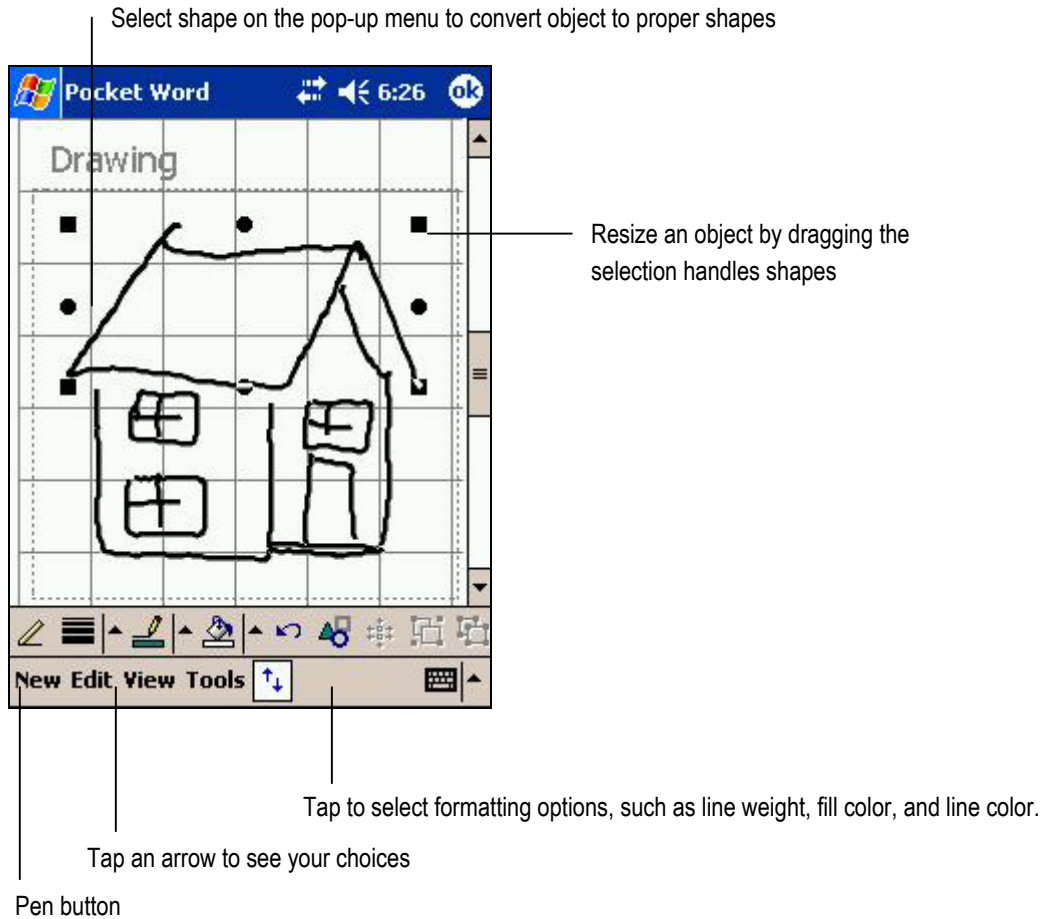 Select shape on the pop-up menu to convert object to proper shapes
Pocket Word 6:26 ok
Drawing
Resize an object by dragging the
selection handles shapes
New Edit View Tools
Tap to select formatting options, such as line weight, fill color, and line color.
Tap an arrow to see your choices
Pen button